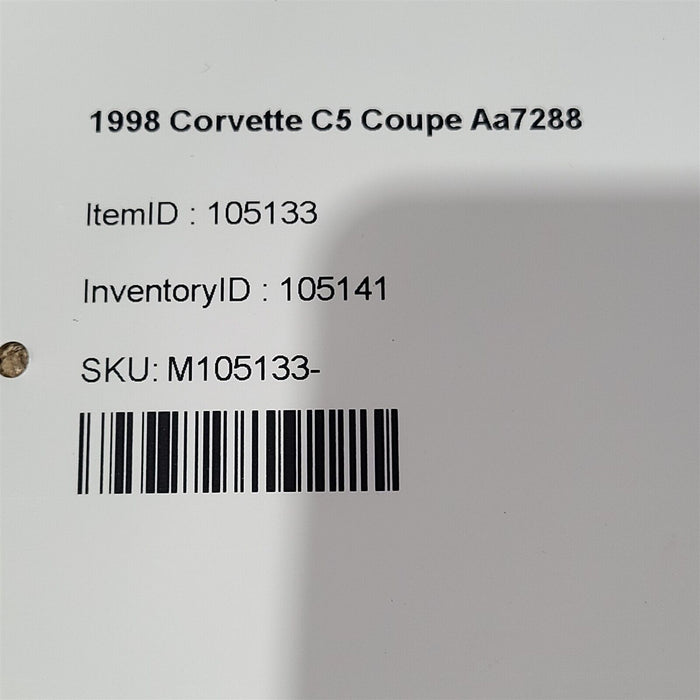 1998 Corvette C5 Coupe Aa7288
ItemID : 105133
InventoryID : 105141
SKU: M105133-